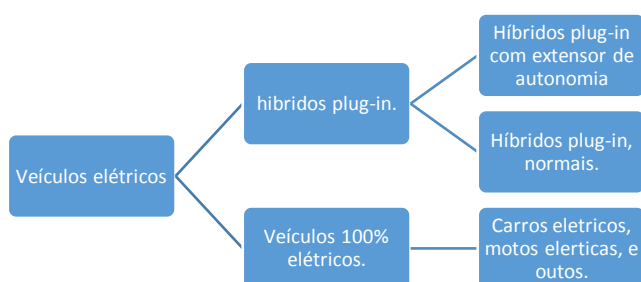 Veículos elétricos
hibridos plug-in.
Híbridos plug-in
com extensor de
autonomia
Híbridos plug-in,
normais.
Veículos 100%
elétricos.
Carros eletricos,
motos elerticas, e
outos.